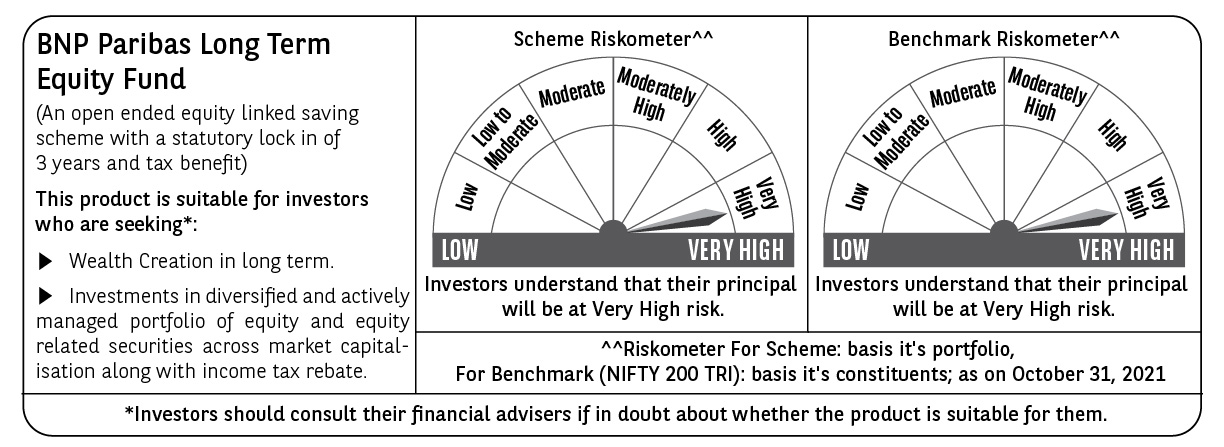 BNP Paribas Long Term
Equity Fund
(An open ended equity linked saving
scheme with a statutory lock in of
3 years and tax benefit)
This product is suitable for investors
who are seeking*:
▶ Wealth Creation in long term.
▶ Investments in diversified and actively
managed portfolio of equity and equity
related securities across market capital-
isation along with income tax rebate.
Scheme Riskometer^^
Low
Low to
Moderate
Moderate
Moderately
High
High
Very
High
LOW VERY HIGH
Investors understand that their principal
will be at Very High risk.
Benchmark Riskometer^^
Low
Low to
Moderate
Moderate
Moderately
High
High
Very
High
LOW VERY HIGH
Investors understand that their principal
will be at Very High risk.
^^Riskometer For Scheme: basis it's portfolio,
For Benchmark (NIFTY 200 TRI): basis it's constituents; as on October 31, 2021
*Investors should consult their financial advisers if in doubt about whether the product is suitable for them.